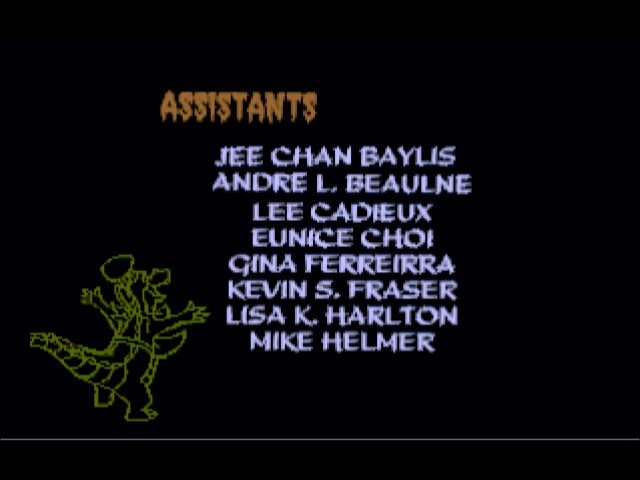 ASSISTANTS
JEE CHAN BAYLIS
ANDRE L. BEAULNE
LEE CADIEUX
EUNICE CHOI
GINA FERREIRRA
KEVIN S. FRASER
LISA K. HARLTON
MIKE HELMER